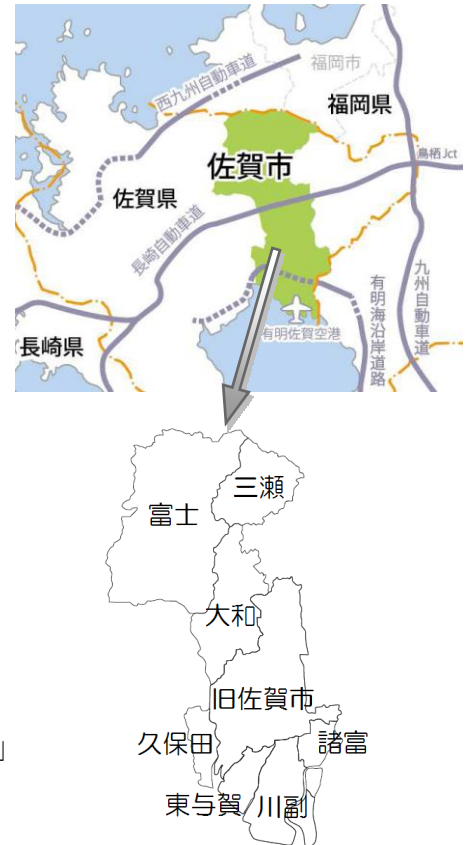 福岡市
西九州自動車道
福岡県
鳥栖Jct
佐賀市
佐賀県
長崎自動車道
有明海沿岸道路
九州自動車道
有明佐賀空港
長崎県
三瀬
富士
大和
旧佐賀市
久保田
諸富
」
東与賀
川副